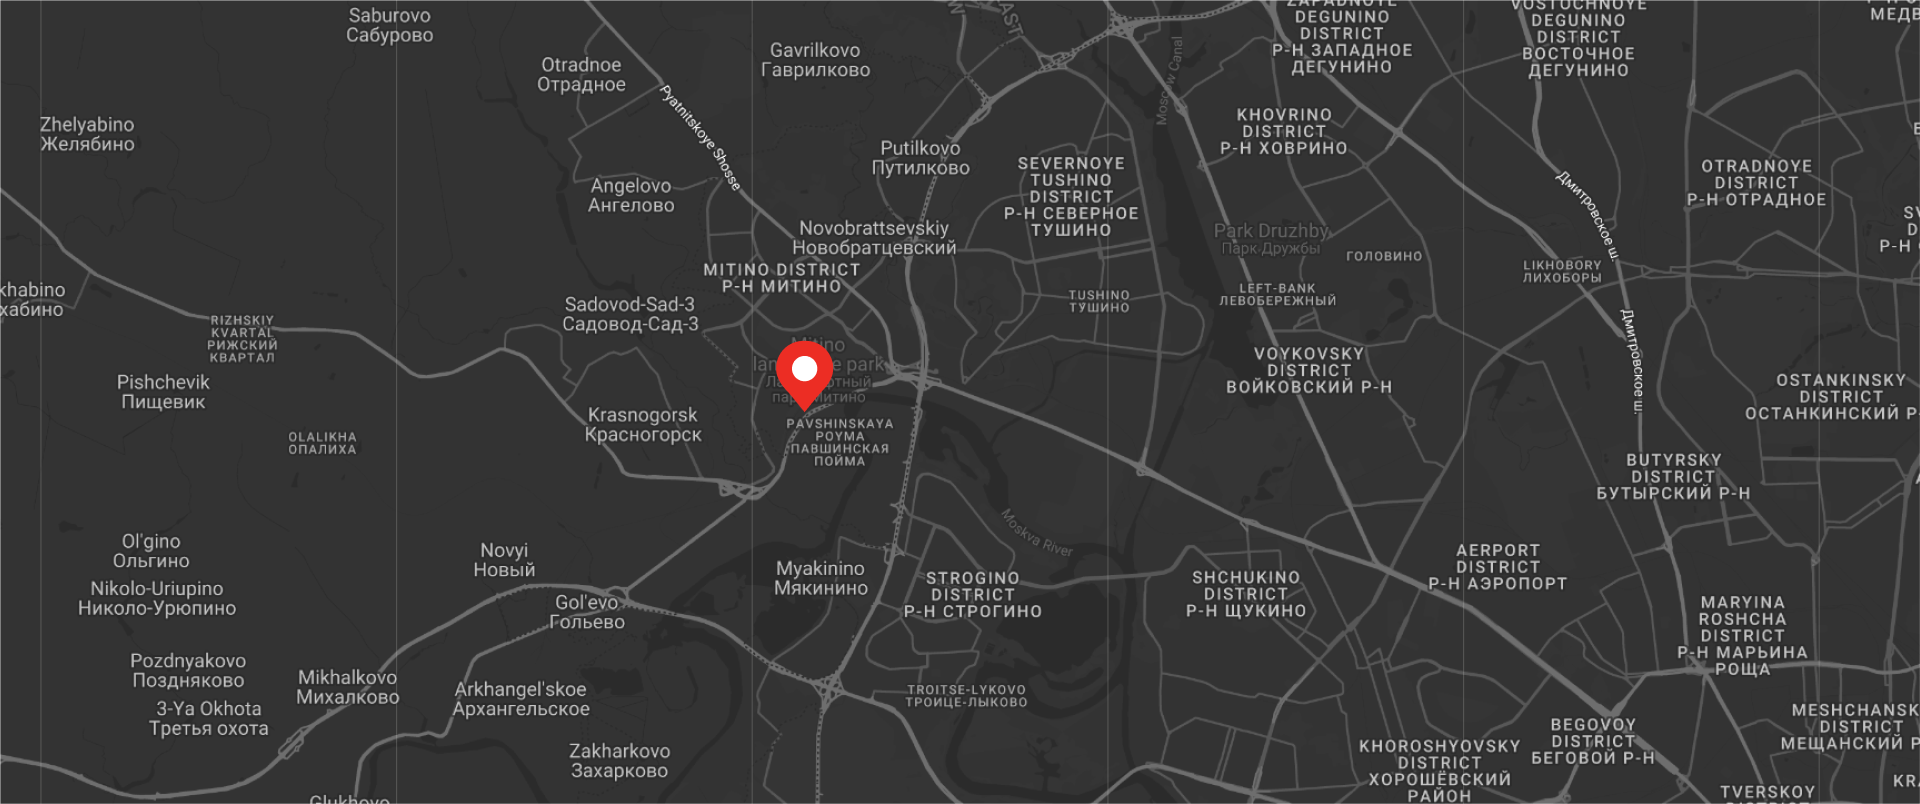 Saburovo
Сабурово
Otradnoe
Отрадное
Gavrilkovo
Гаврилково
DEGUNINO
DISTRICT
Р-Н ЗАПАДНОЕ
ДЕГУНИНО
VOSTOCHNOYE
DEGUNINO
DISTRICT
ВОСТОЧНОЕ
ДЕГУНИНО
Zhelyabino
Желябино
Pyatnitskoye Shosse
Putilkovo
Путилково
Moscow Canal
KHOVRINO
DISTRICT
Р-Н ХОВРИНО
SEVERNOYE
TUSHINO
DISTRICT
Р-Н СЕВЕРНОЕ
ТУШИНО
OTRADNOYE
DISTRICT
Р-Н ОТРАДНОЕ
Дмитровское ш.
Angelovo
Ангелово
Novobrattsevskiy
Новобратцевский
Park Druzhby
Парк Дружбы
ГОЛОВИНО
LIKHOBORY
ЛИХОБОРЫ
MITINO DISTRICT
Р-Н МИТИНО
khabino
хабино
Sadovod-Sad-3
Садовод-Сад-3
TUSHINO
ТУШИНО
LEFT-BANK
ЛЕВОБЕРЕЖНЫЙ
RIZHSKIY
KVARTAL
РИЖСКИЙ
КВАРТАЛ
Дмитровское ш.
Mitino
park
VOYKOVSKY
DISTRICT
ВОЙКОВСКИЙ Р-Н
Pishchevik
Пищевик
OSTANKINSKY
DISTRICT
ОСТАНКИНСКИЙ Р-
Krasnogorsk
Красногорск
PAVSHINSKAYA
POYMA
ПАВШИНСКАЯ
ПОЙМА
OLALIKHA
ОПАЛИХА
BUTYRSKY
DISTRICT
БУТЫРСКИЙ Р-Н
Moskva River
Ol'gino
Ольгино
Novyi
Новый
Nikolo-Uriupino
Николо-Урюпино
Myakinino
Мякинино
STROGINO
DISTRICT
Р-Н СТРОГИНО
SHCHUKINO
DISTRICT
Р-Н ЩУКИНО
AERPORT
DISTRICT
Р-Н АЭРОПОРТ
Gol'evo
Гольево
MARYINA
ROSHCHA
DISTRICT
Р-Н МАРЬИНА
РОЩА
Pozdnyakovo
Поздняково
Mikhalkovo
Михалково
Arkhangel'skoe
Архангельское
TROITSE-LYKOVO
ТРОИЦЕ-ЛЫКОВО
3-Ya Okhota
Третья охота
BEGOVOY
DISTRICT
БЕГОВОЙ Р-Н
MESHCHANSK
DISTRICT
МЕЩАНСКИЙ Р
Zakharkovo
Захарково
KHOROSHYOVSKY
DISTRICT
ХОРОШЁВСКИЙ
РАЙОН
TVERSKOY